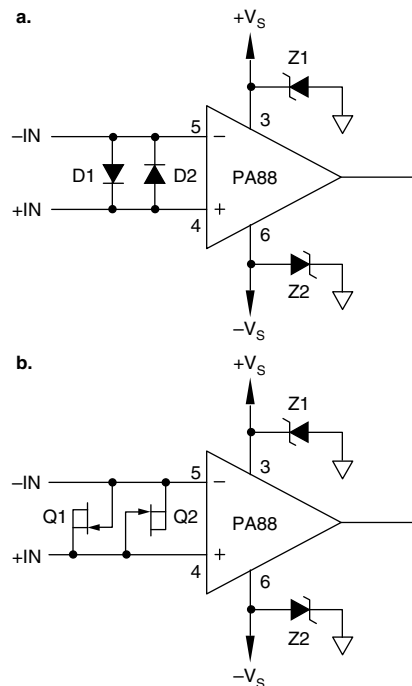 a.
+VS
Z1
3
5
–IN
–
D1
D2
PA88
+IN
+
4
6
Z2
–VS
b.
+VS
Z1
3
5
–IN
–
Q1
Q2
PA88
+IN
+
4
6
Z2
–VS